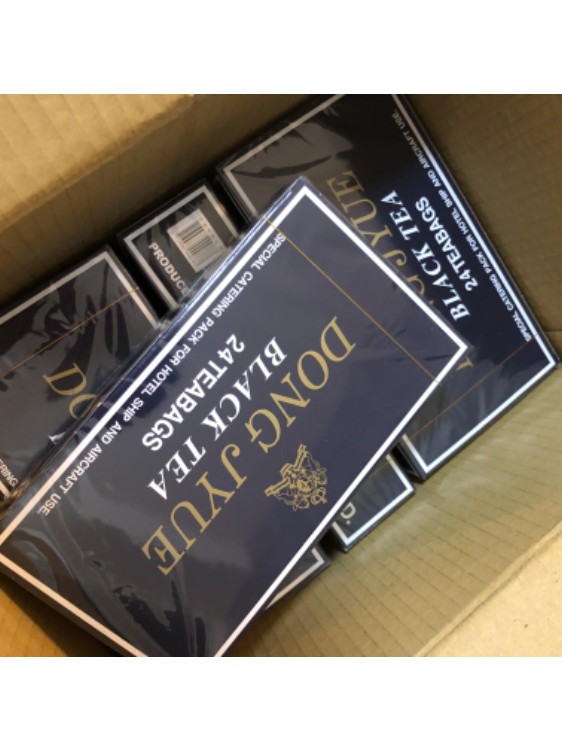 DONG JYUE
BLACK TEA
24TEABAGS
SPECIAL CATERING PACK FOR HOTEL SHIP AND AIRCRAFT USE.
BLACK TEA
24TEABAGS
SPECIAL CATERING PACK FOR HOTEL SHIP AND AIRCRAFT USE.